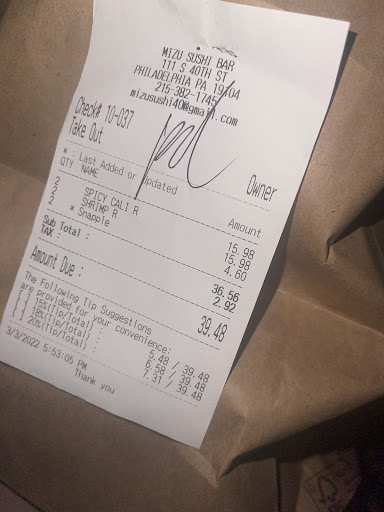 MIZU SUSHI BAR
111 S 40TH ST
PHILADELPHIA PA 19104
215-382-1745
mizusushi40@gmail.com
Check# 10-037
Owner
Take Out
* : Last Added or Updated
QTY NAME Amount
2 SPICY CALI R 15.98
2 SHRIMP R 15.98
2 * Snapple 4.60
Sub Total : 36.56
TAX : 2.92
Amount Due : 39.48
The Following Tip Suggestions
are provided for your convenience:
[ ] 15%(Tip/Total) : 5.48 / 39.48
[ ] 18%(Tip/Total) : 6.58 / 39.48
[ ] 20%(Tip/Total) : 7.31 / 39.48
3/3/2022 5:53:05 PM
Thank you